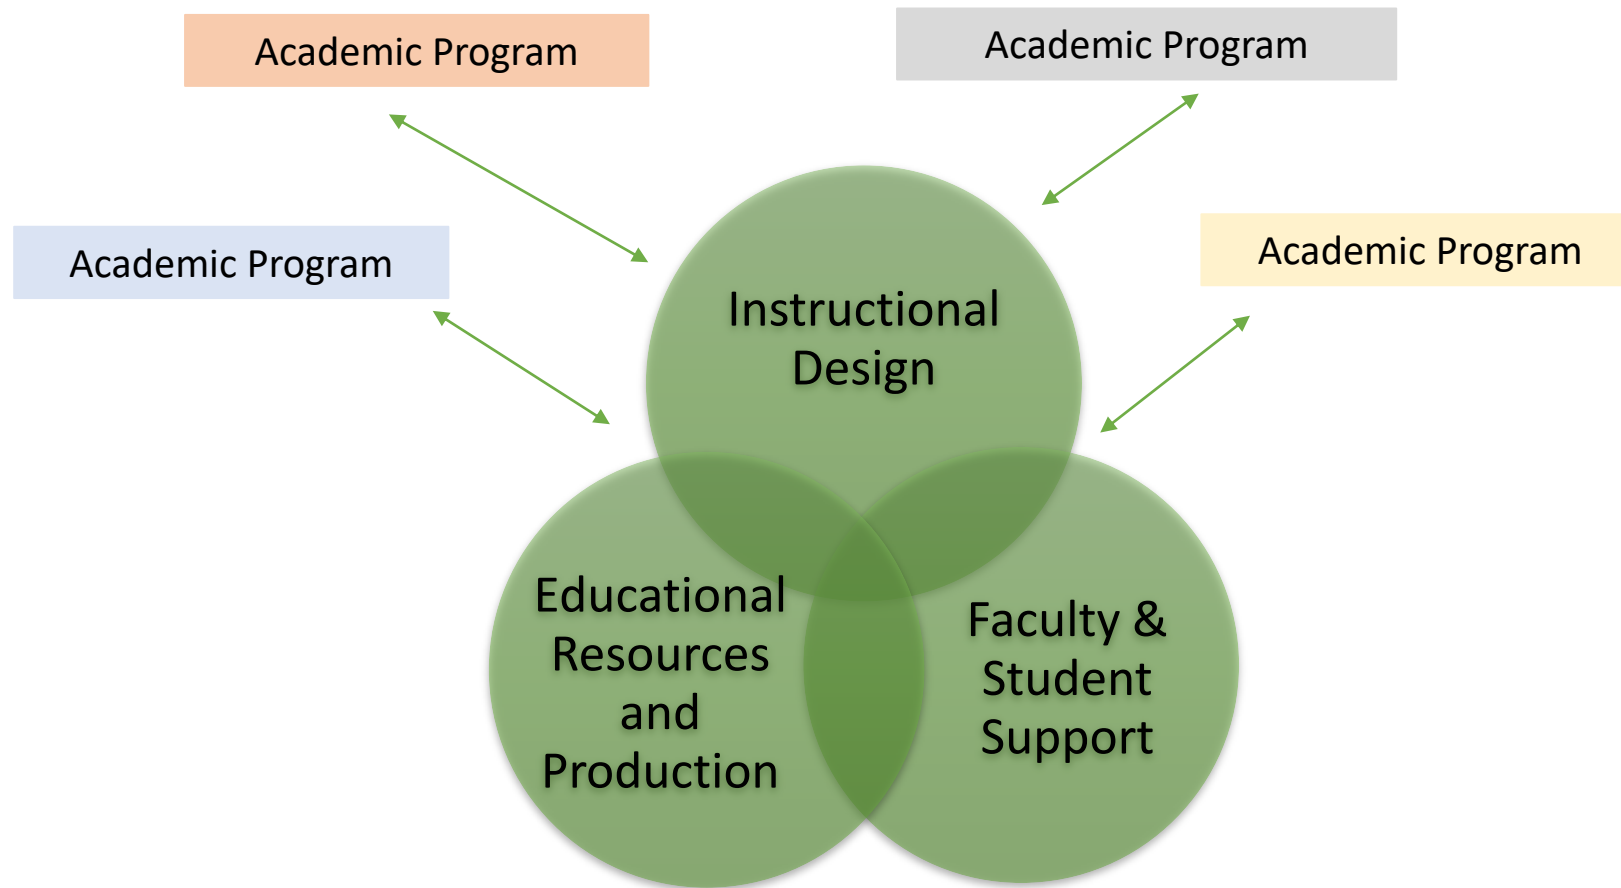 Academic Program
Academic Program
Academic Program
Academic Program
Instructional
Design
Educational
Resources
and
Production
Faculty &
Student
Support